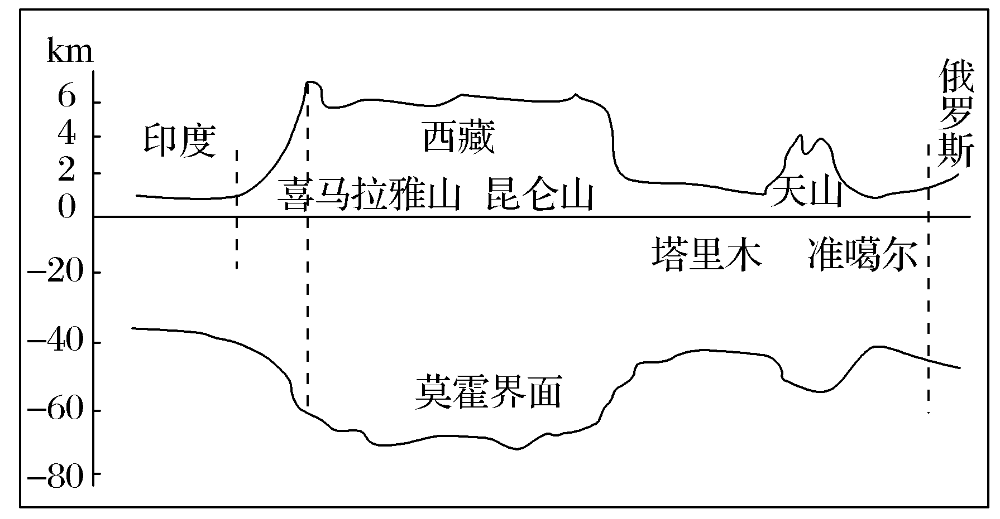 km
6
4
2
0
−20
−40
−60
−80
印度
西藏
俄罗斯
喜马拉雅山 昆仑山
天山
塔里木 准噶尔
莫霍界面